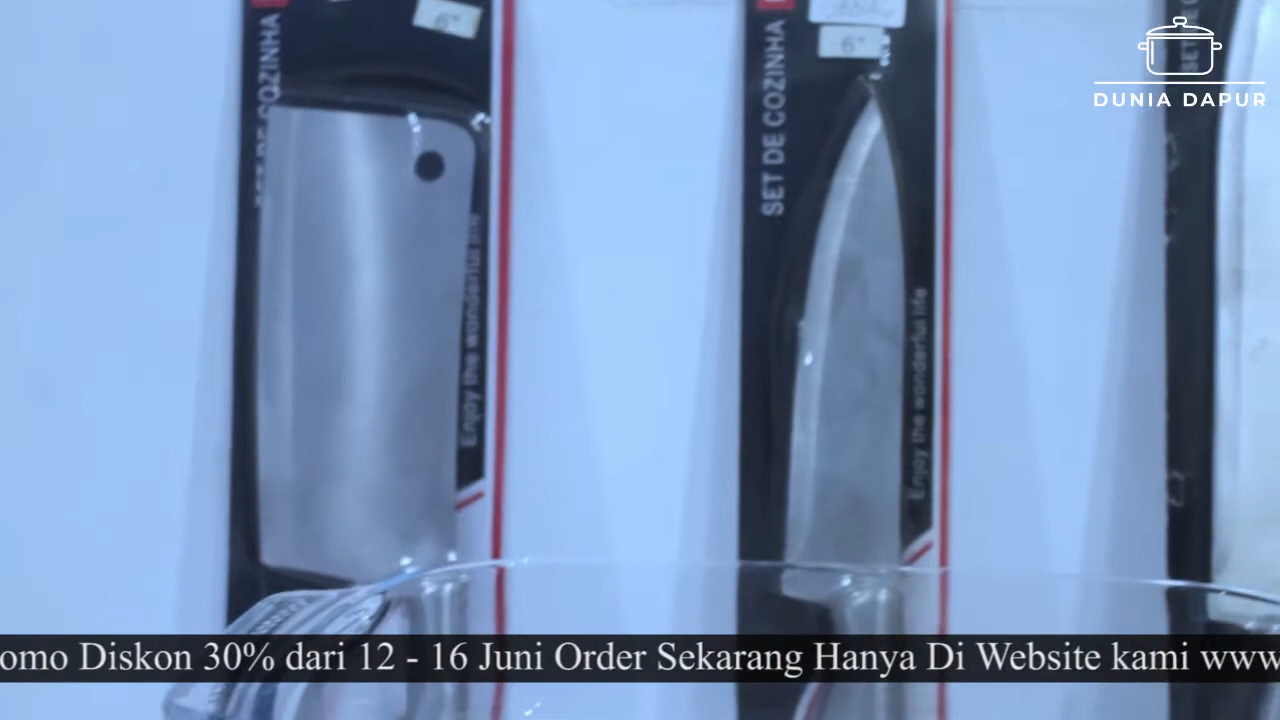 6"
6"
SET DE COZINHA
SET DE COZINHA
DUNIA DAPUR
Enjoy the wonderful life
Enjoy the wonderful life
omo Diskon 30% dari 12 - 16 Juni Order Sekarang Hanya Di Website kami www